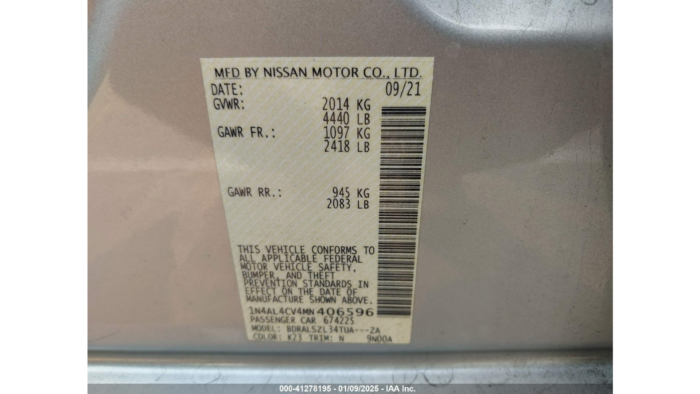 MFD BY NISSAN MOTOR CO., LTD.
DATE: 09/21
GVWR: 2014 KG
4440 LB
GAWR FR.: 1097 KG
2418 LB
GAWR RR.: 945 KG
2083 LB
THIS VEHICLE CONFORMS TO
ALL APPLICABLE FEDERAL
MOTOR VEHICLE SAFETY,
BUMPER, AND THEFT
PREVENTION STANDARDS IN
EFFECT ON THE DATE OF
MANUFACTURE SHOWN ABOVE.
1N4AL4CV4MN406596
PASSENGER CAR 674225
MODEL: BDRALSZL34TUA---ZA
COLOR: K23 TRIM: N 9N00A
000-41278195 - 01/09/2025 - IAA Inc.